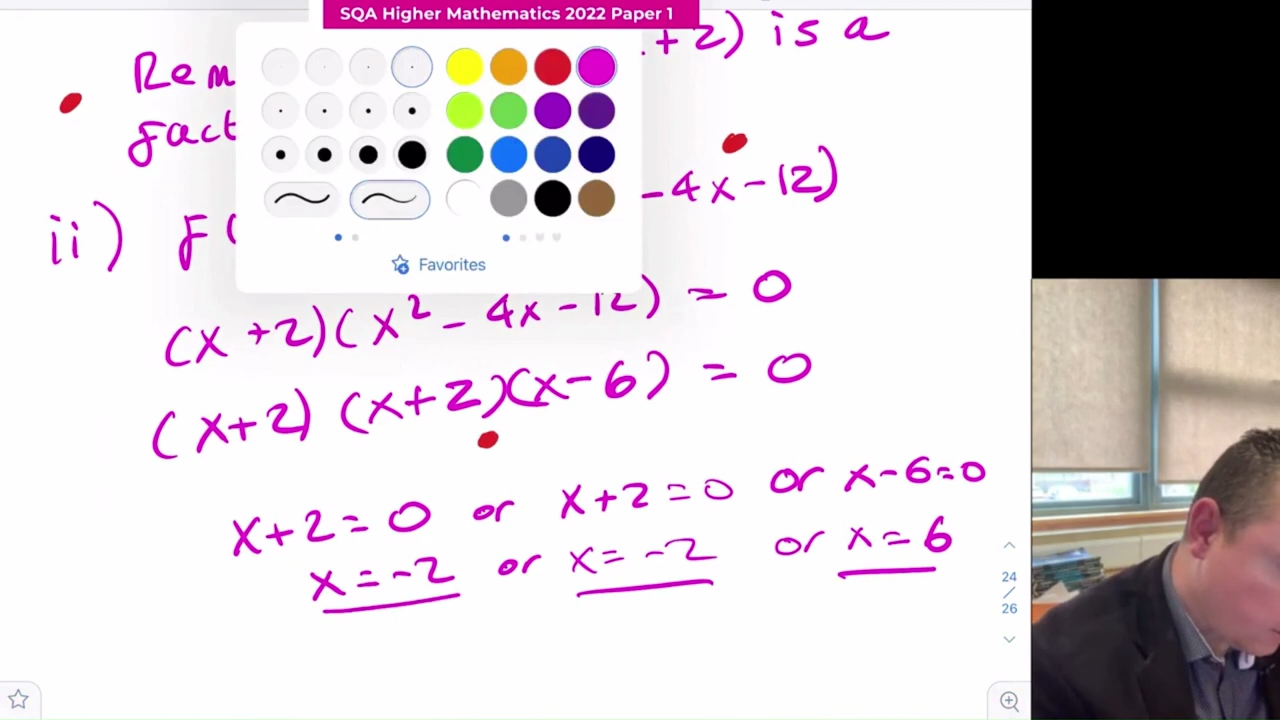 SQA Higher Mathematics 2022 Paper 1
+2) is a
Rem
fact
ii) f(
-4x-12)
Favorites
(x+2)(x²-4x-12) = 0
(x+2)(x+2)(x-6) = 0
x+2=0 or x+2=0 or x-6=0
x=-2 or x=-2 or x=6
24
/
26